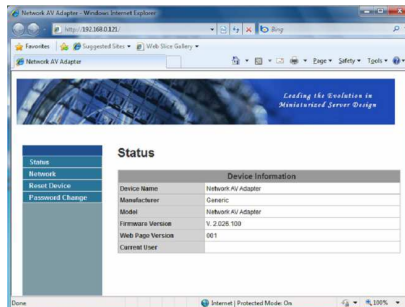 Network AV Adapter - Windows Internet Explorer
http://192.168.0.121/
Bing
Favorites Suggested Sites Web Slice Gallery
Network AV Adapter Page Safety Tools
Leading the Evolution in
Miniaturized Server Design
Status
Status
Network
Reset Device
Password Change
Device Information
Device Name Network AV Adapter
Manufacturer Generic
Model Network AV Adapter
Firmware Version
Web Page Version 001
Current User
Done Internet | Protected Mode: On 100%